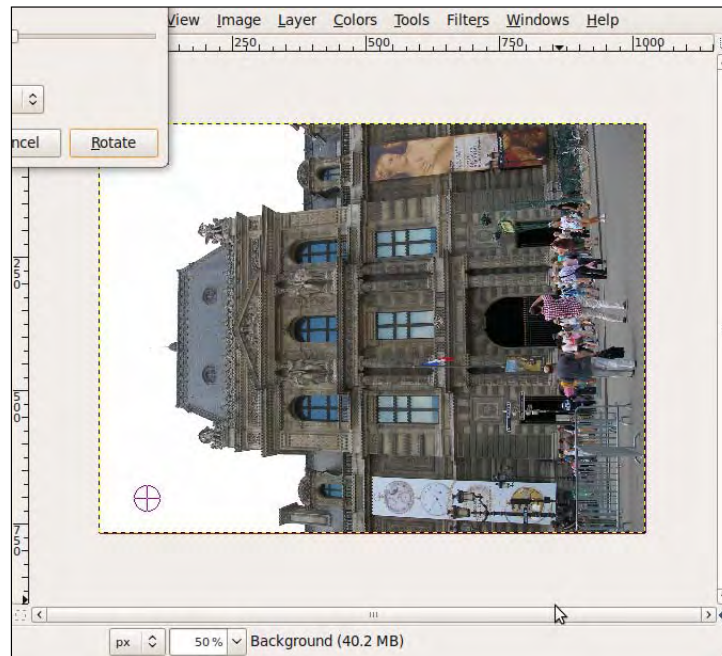 View Image Layer Colors Tools Filters Windows Help
250 500 750 1000
ncel Rotate
250
500
750
px 50% Background (40.2 MB)